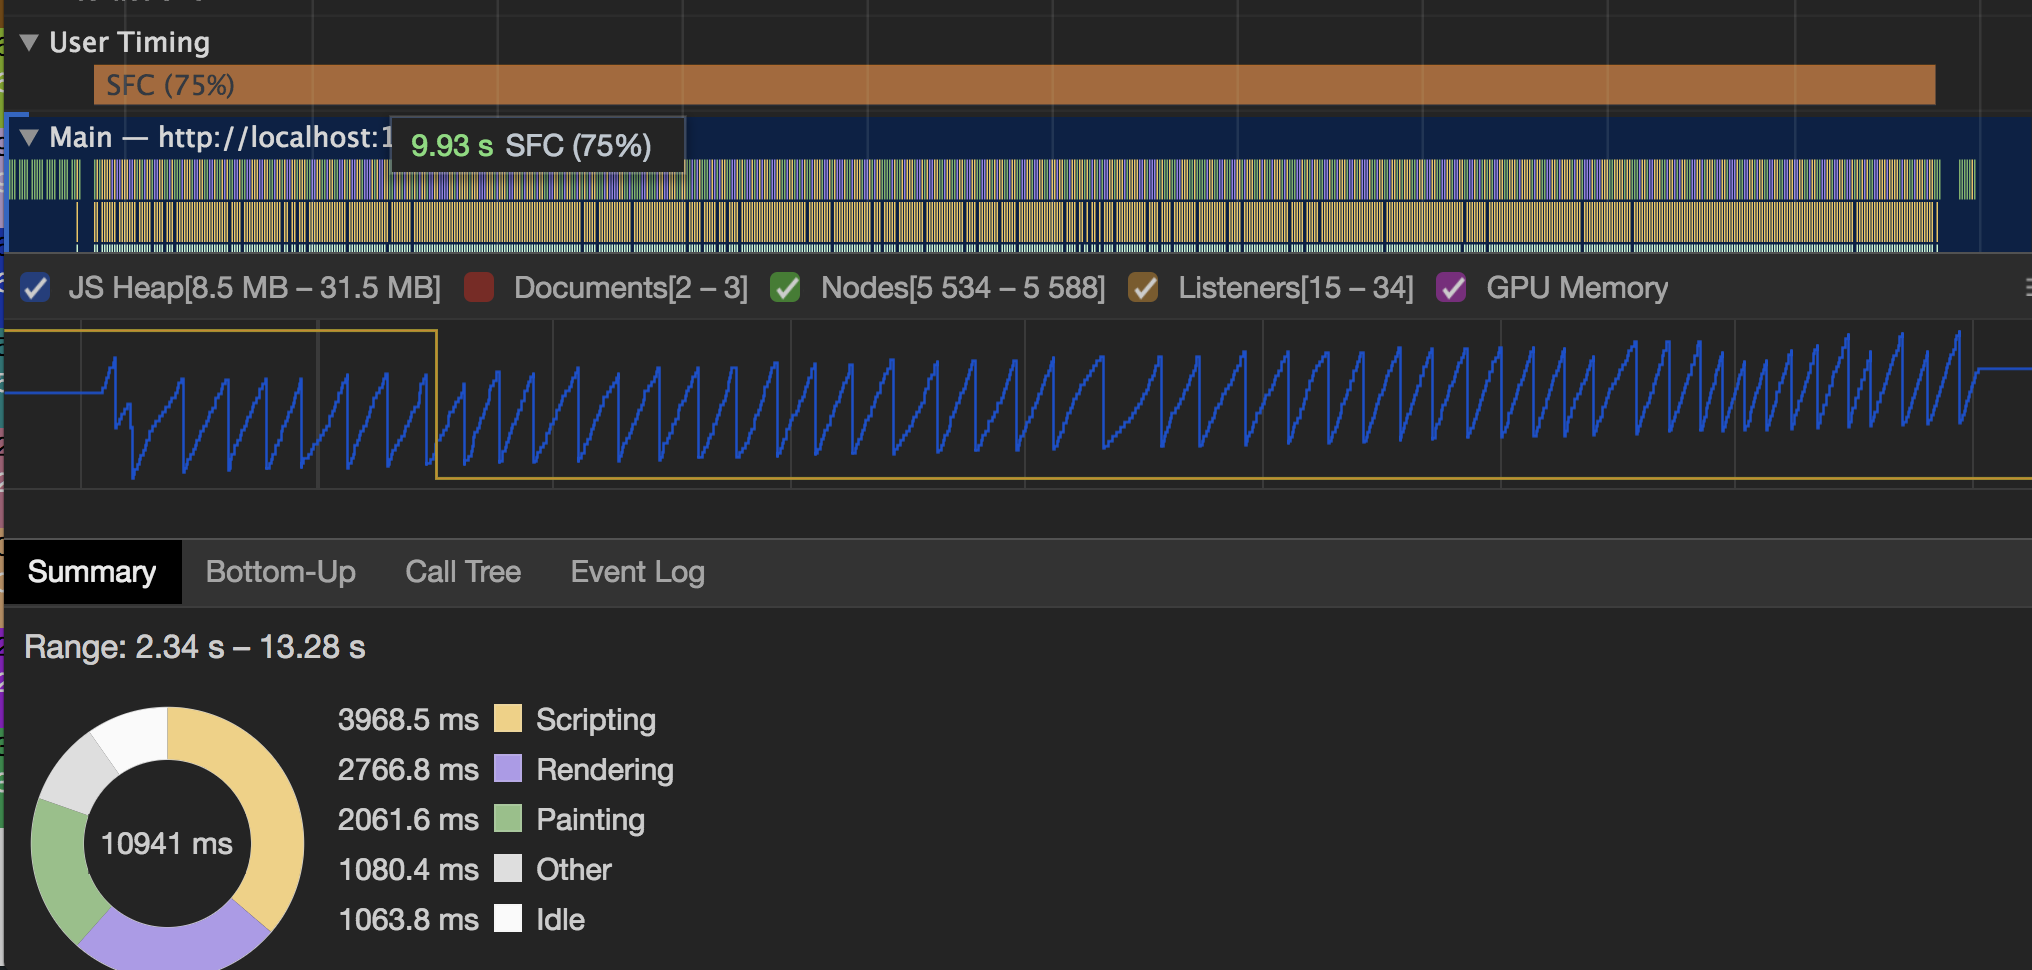 User Timing
SFC (75%)
Main — http://localhost:1
9.93 s SFC (75%)
JS Heap[8.5 MB – 31.5 MB] Documents[2 – 3] Nodes[5 534 – 5 588] Listeners[15 – 34] GPU Memory
Summary Bottom-Up Call Tree Event Log
Range: 2.34 s – 13.28 s
3968.5 ms Scripting
2766.8 ms Rendering
2061.6 ms Painting
10941 ms
1080.4 ms Other
1063.8 ms Idle